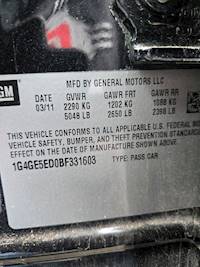 GM
MFD BY GENERAL MOTORS LLC
DATE GVWR GAWR FRT GAWR RR
03/11 2290 KG 1202 KG 1088 KG
5048 LB 2650 LB 2398 LB
THIS VEHICLE CONFORMS TO ALL APPLICABLE U.S. FEDERAL MOTOR
VEHICLE SAFETY, BUMPER, AND THEFT PREVENTION STANDARDS
IN EFFECT ON THE DATE OF MANUFACTURE SHOWN ABOVE.
1G4GE5ED0BF331603 TYPE: PASS CAR